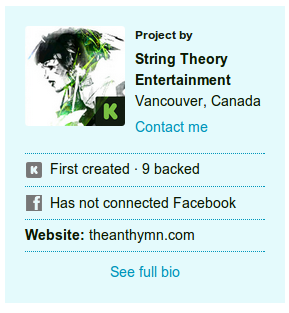 Project by
String Theory
Entertainment
Vancouver, Canada
Contact me
First created · 9 backed
Has not connected Facebook
Website: theanthymn.com
See full bio